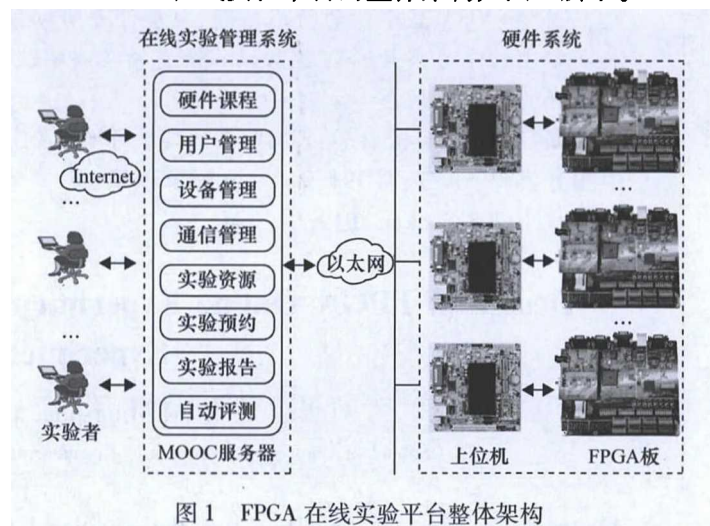 在线实验管理系统
硬件系统
硬件课程
用户管理
设备管理
通信管理
实验资源
实验预约
实验报告
自动评测
MOOC服务器
Internet
...
实验者
以太网
...
...
上位机
FPGA板
图1 FPGA 在线实验平台整体架构